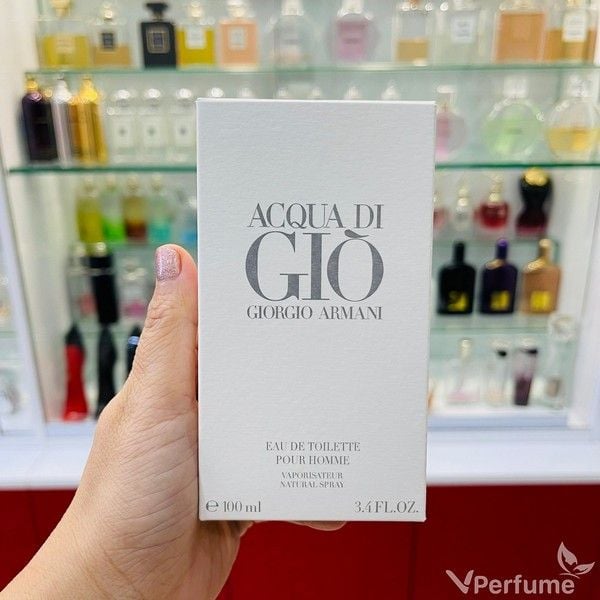 ACQUA DI
GIÒ
GIORGIO ARMANI
EAU DE TOILETTE
POUR HOMME
VAPORISATEUR
NATURAL SPRAY
℮ 100 ml 3.4 FL.OZ.
VPerfume